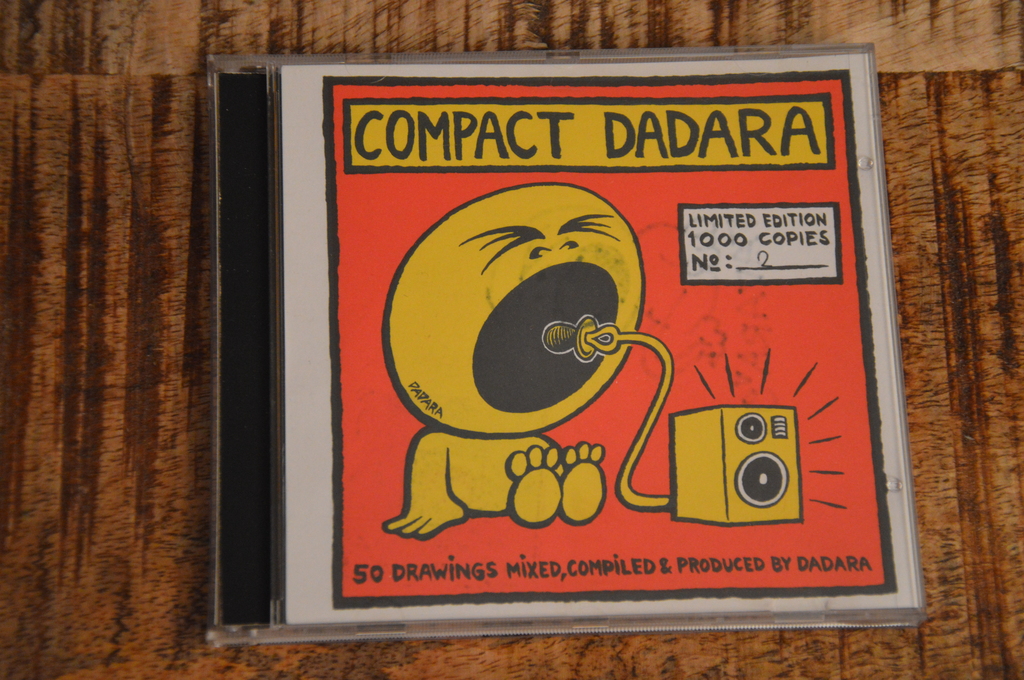 COMPACT DADARA
LIMITED EDITION
1000 COPIES
Nº: 2
DADARA
50 DRAWINGS MIXED, COMPILED & PRODUCED BY DADARA